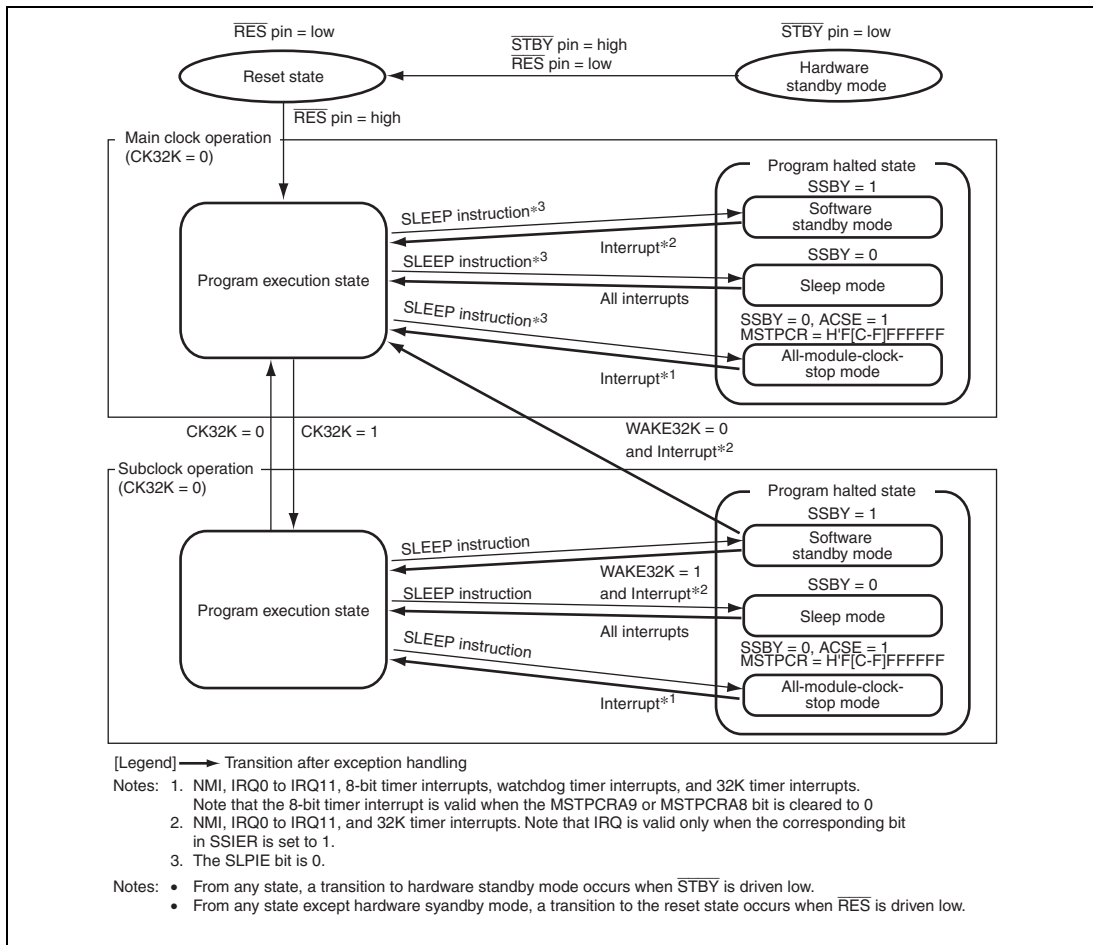 RES pin = low
STBY pin = low
STBY pin = high
RES pin = low
Reset state
Hardware
standby mode
RES pin = high
Main clock operation
(CK32K = 0)
Program halted state
SSBY = 1
SLEEP instruction*3
Software
standby mode
Interrupt*2
SSBY = 0
SLEEP instruction*3
Program execution state
Sleep mode
All interrupts
SSBY = 0, ACSE = 1
MSTPCR = H'F[C-F]FFFFFF
SLEEP instruction*3
All-module-clock-
stop mode
Interrupt*1
CK32K = 0
CK32K = 1
WAKE32K = 0
and Interrupt*2
Subclock operation
(CK32K = 0)
Program halted state
SSBY = 1
SLEEP instruction
Software
standby mode
WAKE32K = 1
and Interrupt*2
SSBY = 0
SLEEP instruction
Program execution state
Sleep mode
All interrupts
SSBY = 0, ACSE = 1
MSTPCR = H'F[C-F]FFFFFF
SLEEP instruction
All-module-clock-
stop mode
Interrupt*1
[Legend] Transition after exception handling
Notes: 1. NMI, IRQ0 to IRQ11, 8-bit timer interrupts, watchdog timer interrupts, and 32K timer interrupts.
Note that the 8-bit timer interrupt is valid when the MSTPCRA9 or MSTPCRA8 bit is cleared to 0
2. NMI, IRQ0 to IRQ11, and 32K timer interrupts. Note that IRQ is valid only when the corresponding bit
in SSIER is set to 1.
3. The SLPIE bit is 0.
Notes: • From any state, a transition to hardware standby mode occurs when STBY is driven low.
• From any state except hardware syandby mode, a transition to the reset state occurs when RES is driven low.